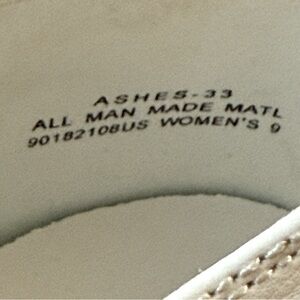 ASHES-33
ALL MAN MADE MATL
90182108US WOMEN'S 9